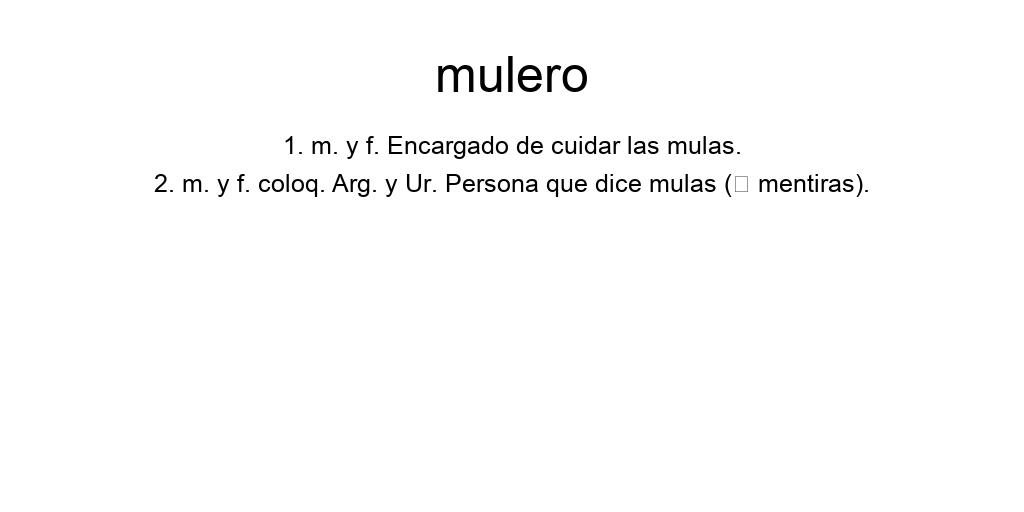 mulero
1. m. y f. Encargado de cuidar las mulas.
2. m. y f. coloq. Arg. y Ur. Persona que dice mulas (□ mentiras).